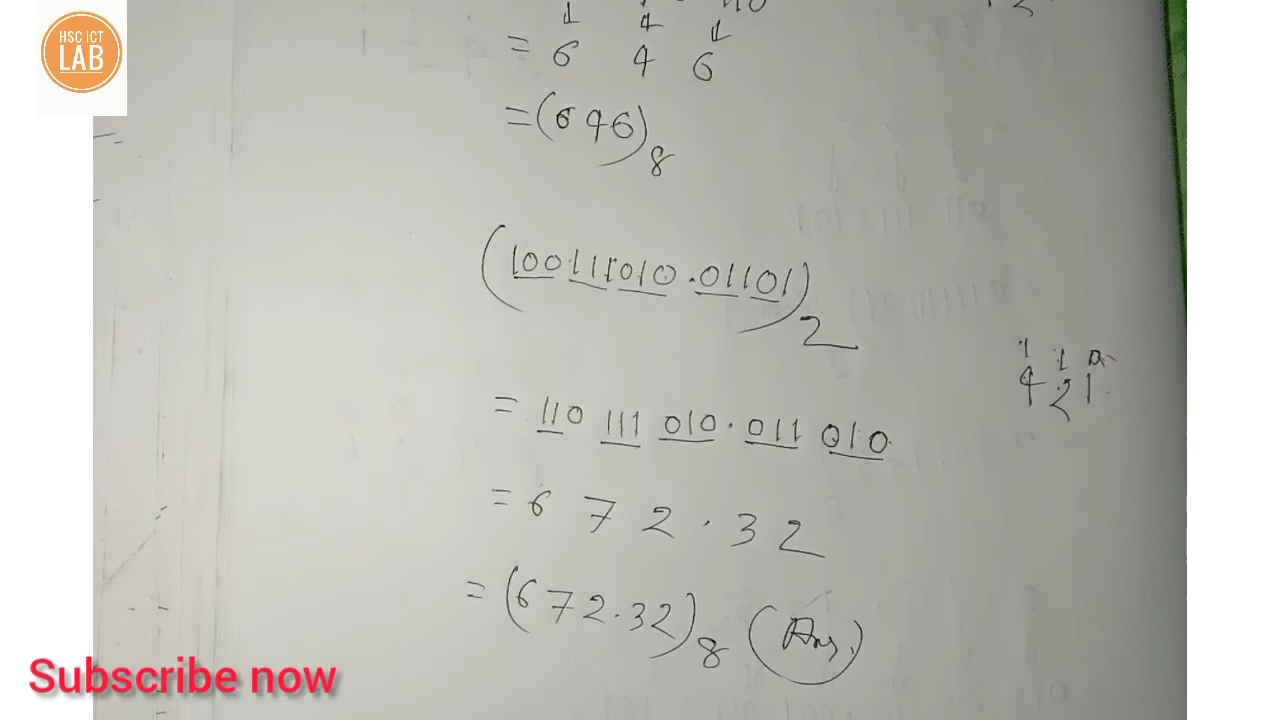 HSC ICT
LAB
= 6 4 6
= (646)8
(100111010.01101)2
= 110 111 010.011 010
4 2 1
= 6 7 2 . 3 2
= (672.32)8 (Ans.)
Subscribe now